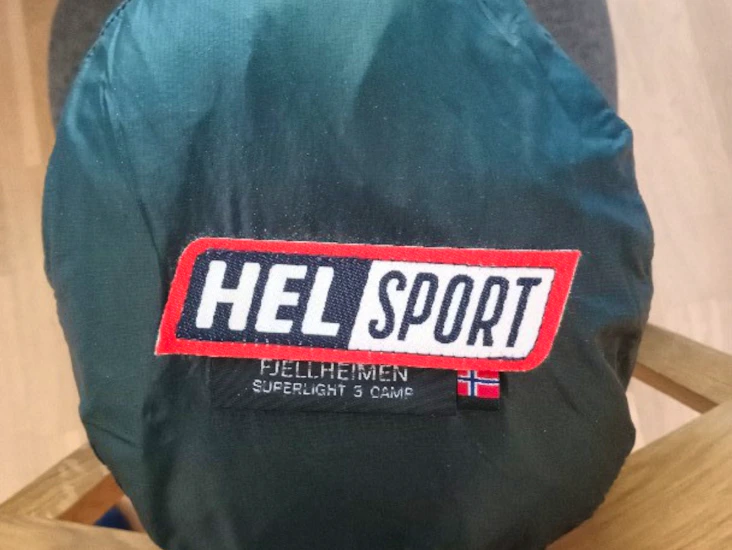 HEL SPORT
FJELLHEIMEN
SUPERLIGHT 3 CAMP